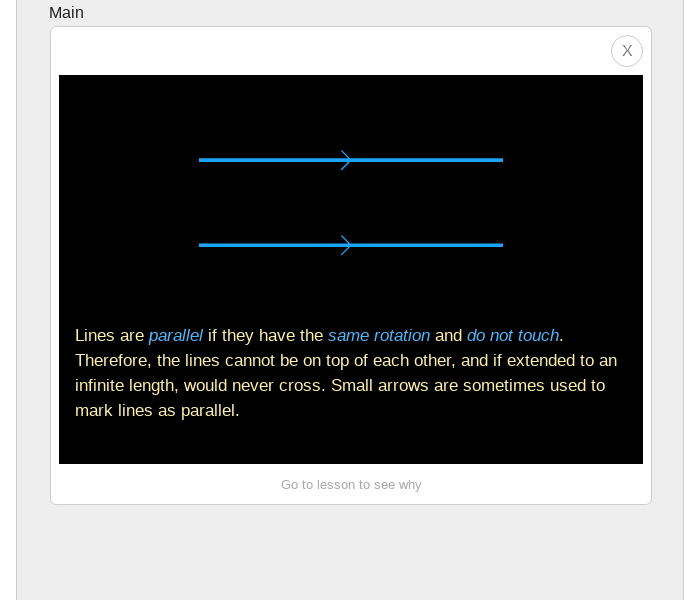 Main
X
Lines are parallel if they have the same rotation and do not touch.
Therefore, the lines cannot be on top of each other, and if extended to an
infinite length, would never cross. Small arrows are sometimes used to
mark lines as parallel.
Go to lesson to see why